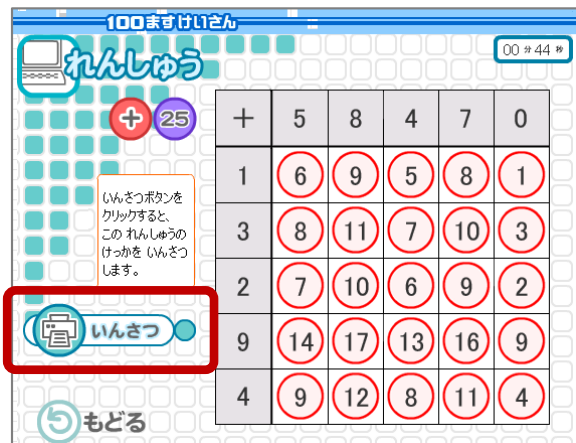 100ますけいさん
れんしゅう
00 分 44 秒
+ 25
いんさつボタンを
クリックすると、
この れんしゅうの
けっかを いんさつ
します。
いんさつ
もどる
+ 5 8 4 7 0
1 6 9 5 8 1
3 8 11 7 10 3
2 7 10 6 9 2
9 14 17 13 16 9
4 9 12 8 11 4